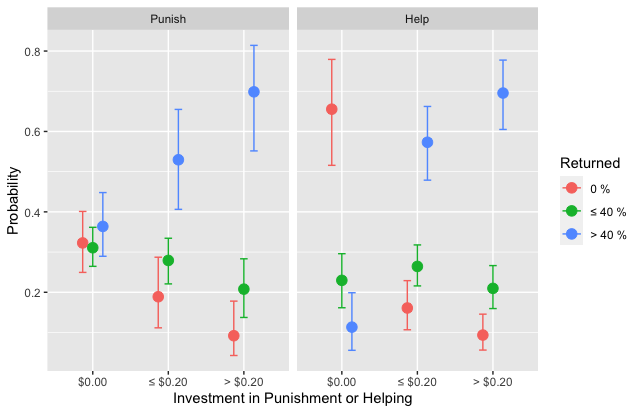 Punish
Help
Probability
0.8
0.6
0.4
0.2
$0.00
≤ $0.20
> $0.20
$0.00
≤ $0.20
> $0.20
Investment in Punishment or Helping
Returned
0 %
≤ 40 %
> 40 %